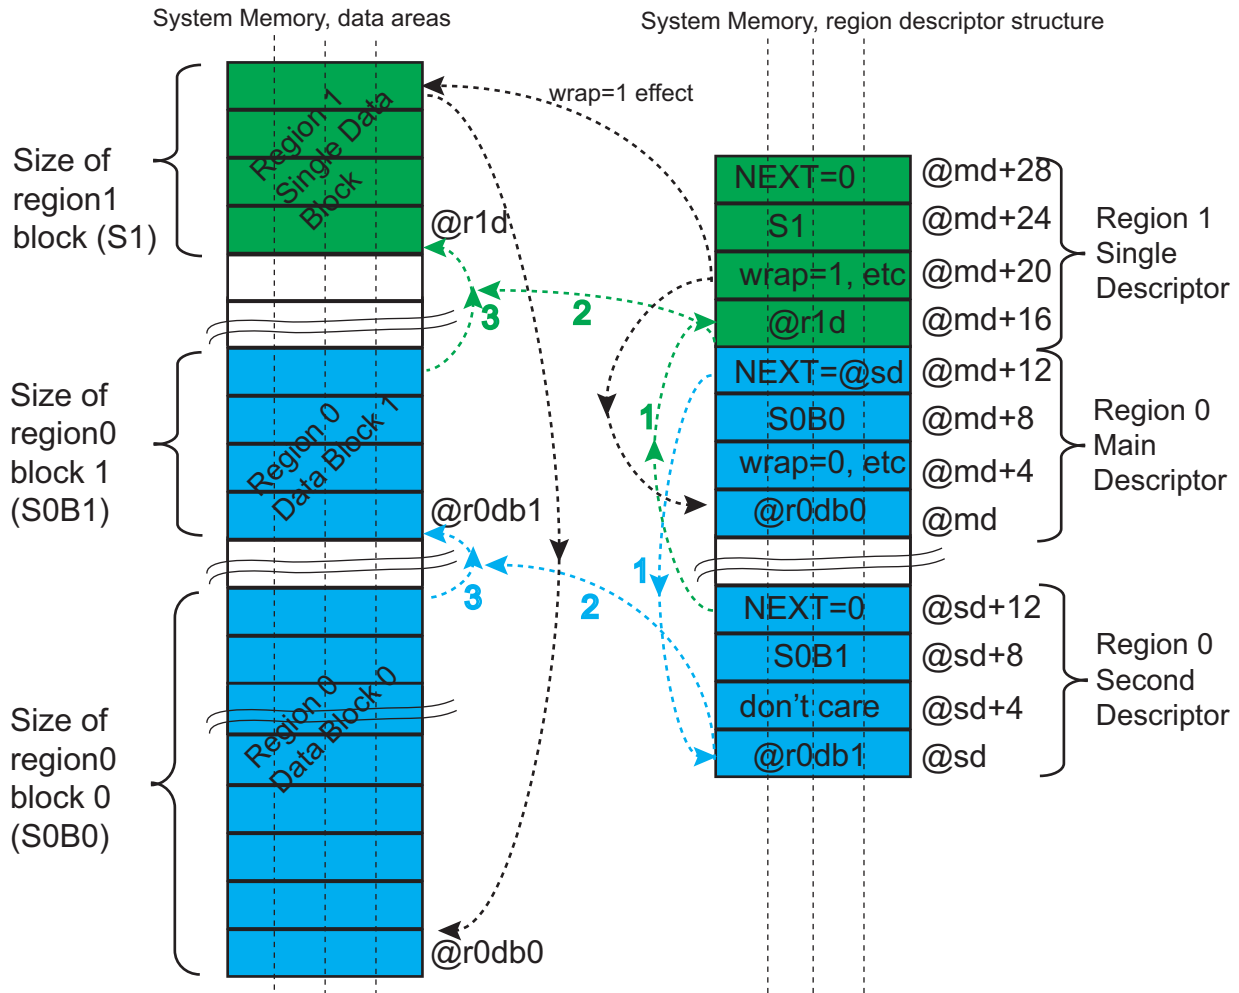 System Memory, data areas
System Memory, region descriptor structure
wrap=1 effect
Region 1
Single Data
Block
Size of
region1
block (S1)
@r1d
NEXT=0
@md+28
S1
@md+24
wrap=1, etc
@md+20
@r1d
@md+16
Region 1
Single
Descriptor
3
2
1
Size of
region0
block 1
(S0B1)
Region 0
Data Block 1
@r0db1
NEXT=@sd
@md+12
S0B0
@md+8
wrap=0, etc
@md+4
@r0db0
@md
Region 0
Main
Descriptor
3
2
1
Size of
region0
block 0
(S0B0)
Region 0
Data Block 0
@r0db0
NEXT=0
@sd+12
S0B1
@sd+8
don't care
@sd+4
@r0db1
@sd
Region 0
Second
Descriptor